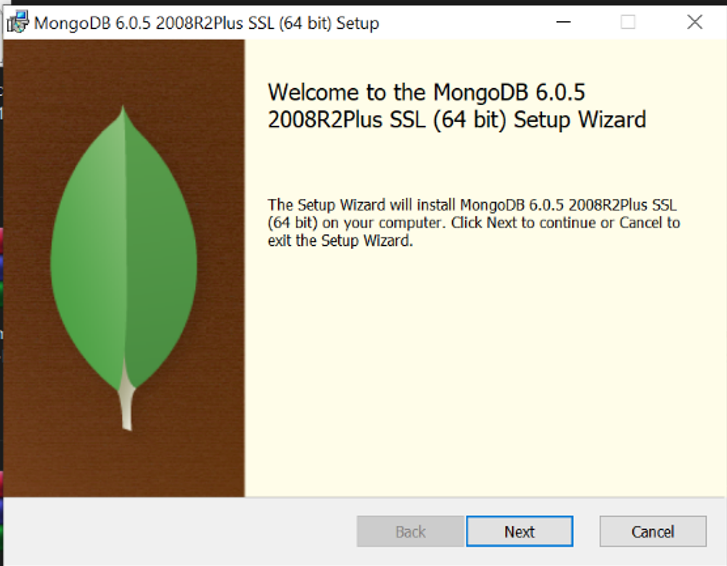 MongoDB 6.0.5 2008R2Plus SSL (64 bit) Setup
Welcome to the MongoDB 6.0.5
2008R2Plus SSL (64 bit) Setup Wizard
The Setup Wizard will install MongoDB 6.0.5 2008R2Plus SSL
(64 bit) on your computer. Click Next to continue or Cancel to
exit the Setup Wizard.
Back Next Cancel